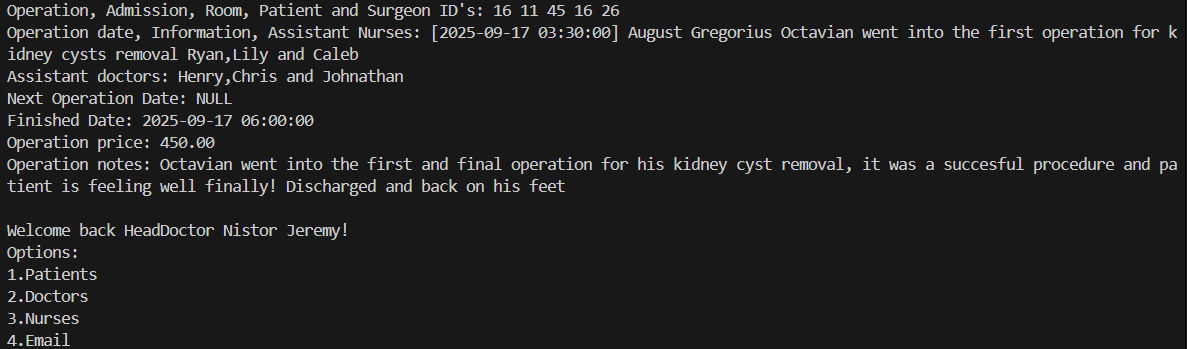 Operation, Admission, Room, Patient and Surgeon ID's: 16 11 45 16 26
Operation date, Information, Assistant Nurses: [2025-09-17 03:30:00] August Gregorius Octavian went into the first operation for k
idney cysts removal Ryan,Lily and Caleb
Assistant doctors: Henry,Chris and Johnathan
Next Operation Date: NULL
Finished Date: 2025-09-17 06:00:00
Operation price: 450.00
Operation notes: Octavian went into the first and final operation for his kidney cyst removal, it was a succesful procedure and pa
tient is feeling well finally! Discharged and back on his feet
Welcome back HeadDoctor Nistor Jeremy!
Options:
1.Patients
2.Doctors
3.Nurses
4.Email